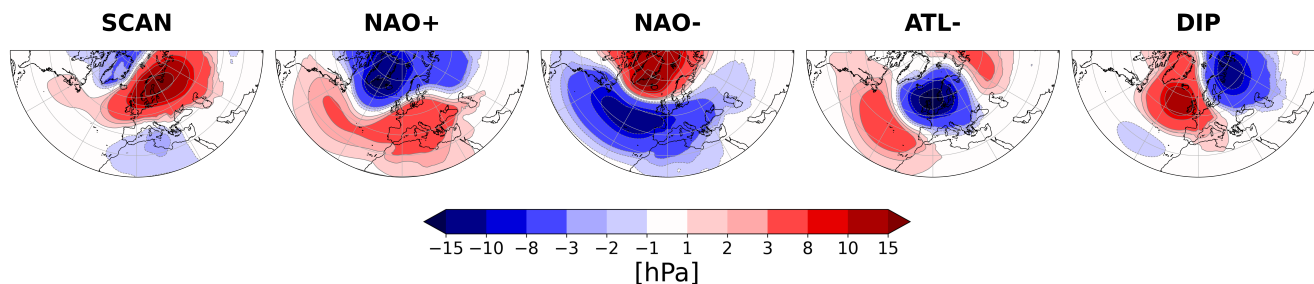 SCAN NAO+ NAO- ATL- DIP
−15 −10 −8 −3 −2 −1 1 2 3 8 10 15
[hPa]